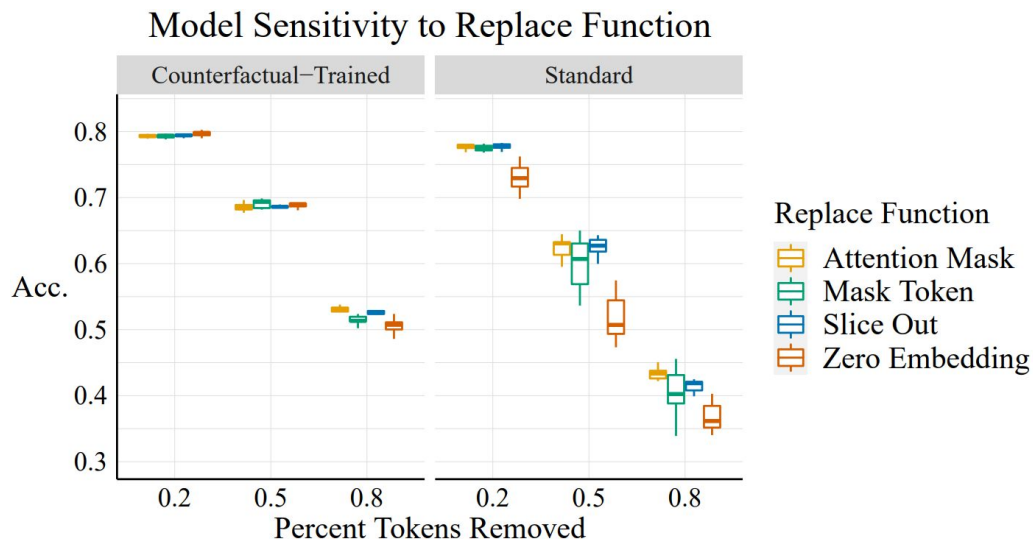 Model Sensitivity to Replace Function
Counterfactual−Trained
Standard
Acc.
0.8
0.7
0.6
0.5
0.4
0.3
0.2 0.5 0.8
0.2 0.5 0.8
Percent Tokens Removed
Replace Function
Attention Mask
Mask Token
Slice Out
Zero Embedding